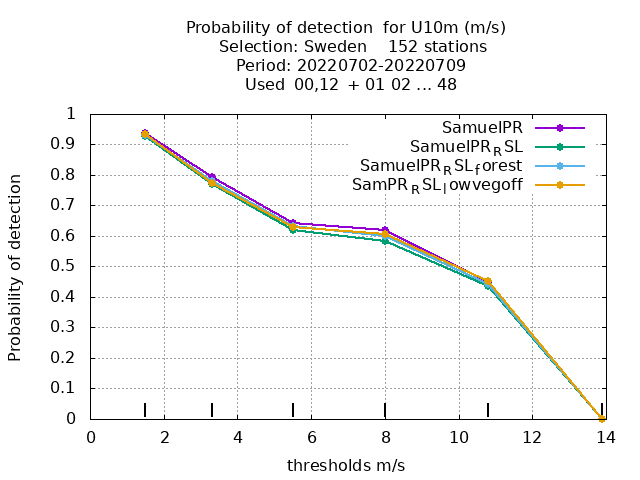 Probability of detection  for U10m (m/s)
Selection: Sweden    152 stations
Period: 20220702-20220709
Used  00,12  + 01 02 ... 48
SamuelPR
SamuelPR_RSL
SamuelPR_RSL_forest
SamPR_RSL_lowvegoff
Probability of detection
1
0.9
0.8
0.7
0.6
0.5
0.4
0.3
0.2
0.1
0
0 2 4 6 8 10 12 14
thresholds m/s